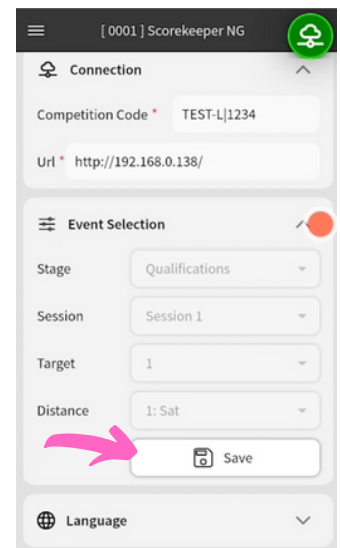 [ 0001 ] Scorekeeper NG
Connection
Competition Code * TEST-L|1234
Url * http://192.168.0.138/
Event Selection
Stage Qualifications
Session Session 1
Target 1
Distance 1: Sat
Save
Language